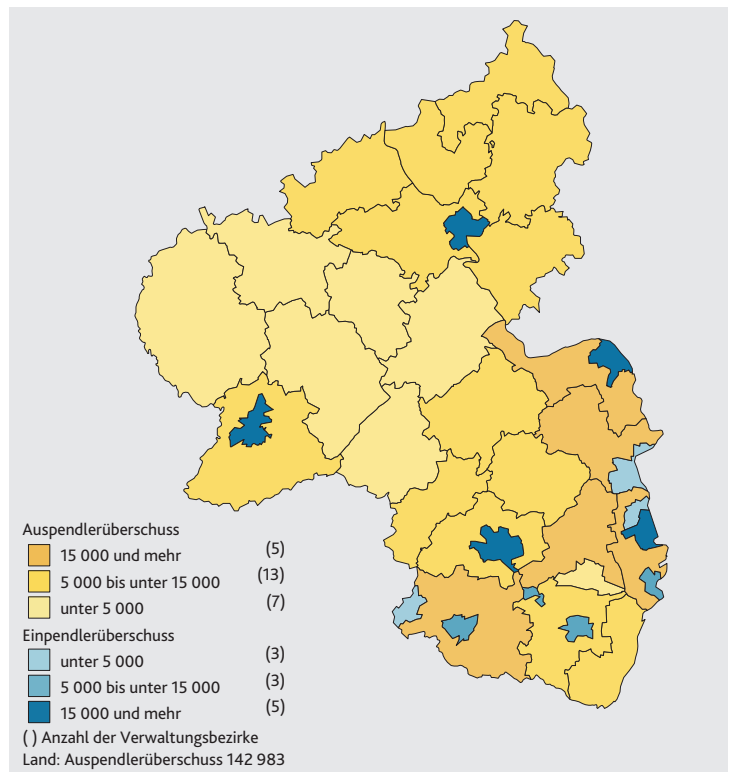 Auspendlerüberschuss
15 000 und mehr (5)
5 000 bis unter 15 000 (13)
unter 5 000 (7)
Einpendlerüberschuss
unter 5 000 (3)
5 000 bis unter 15 000 (3)
15 000 und mehr (5)
( ) Anzahl der Verwaltungsbezirke
Land: Auspendlerüberschuss 142 983